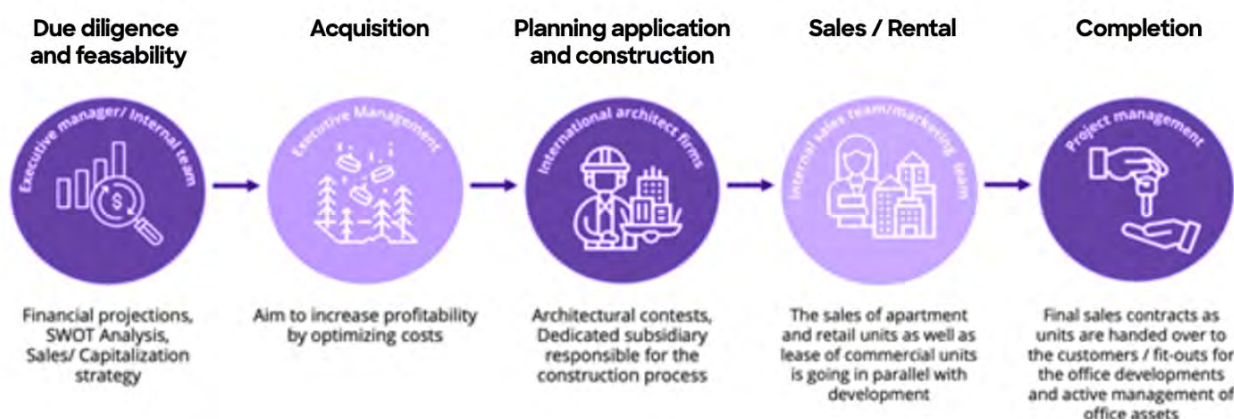 Due diligence
and feasability
Executive manager/ Internal team
Financial projections,
SWOT Analysis,
Sales/ Capitalization
strategy
Acquisition
Executive Management
Aim to increase profitability
by optimizing costs
Planning application
and construction
International architect firms
Architectural contests,
Dedicated subsidiary
responsible for the
construction process
Sales / Rental
Internal sales team/marketing team
The sales of apartment
and retail units as well as
lease of commercial units
is going in parallel with
development
Completion
Project management
Final sales contracts as
units are handed over to
the customers / fit-outs for
the office developments
and active management of
office assets